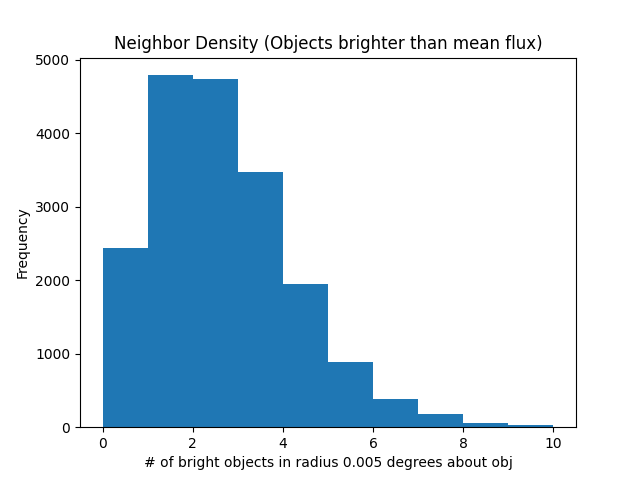 Neighbor Density (Objects brighter than mean flux)
5000
4000
3000
2000
1000
0
Frequency
0 2 4 6 8 10
# of bright objects in radius 0.005 degrees about obj